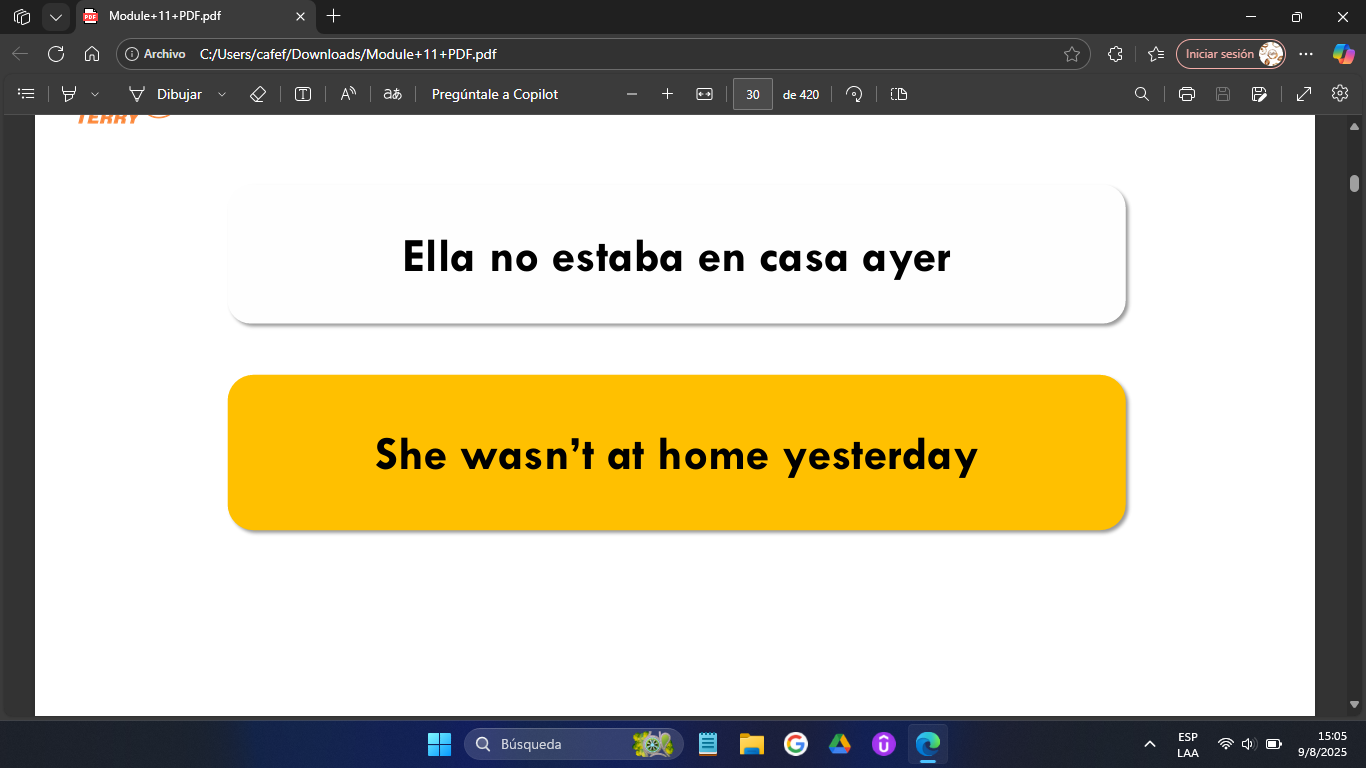 Module+11+PDF.pdf
Archivo C:/Users/cafef/Downloads/Module+11+PDF.pdf
Iniciar sesión
Dibujar
Pregúntale a Copilot
30 de 420
TERRY
Ella no estaba en casa ayer
She wasn’t at home yesterday
Búsqueda
ESP
LAA
15:05
9/8/2025